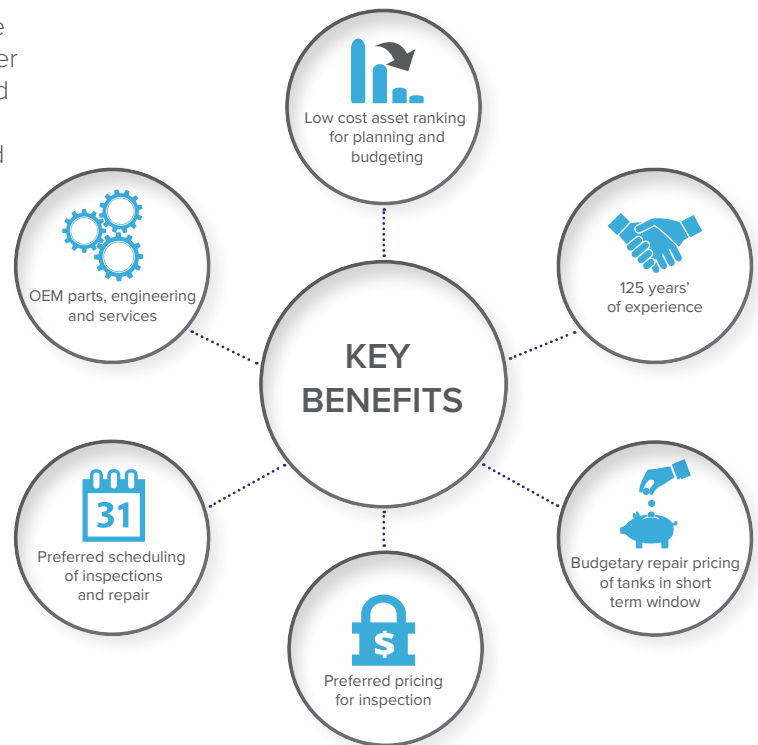 e
er
d
d
Low cost asset ranking
for planning and
budgeting
OEM parts, engineering
and services
125 years'
of experience
KEY
BENEFITS
31
Preferred scheduling
of inspections
and repair
Budgetary repair pricing
of tanks in short
term window
$
Preferred pricing
for inspection